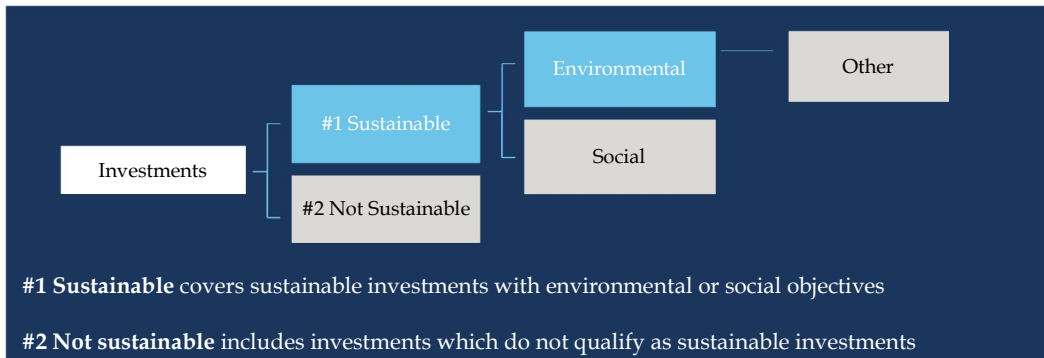 Environmental
Other
#1 Sustainable
Social
Investments
#2 Not Sustainable
#1 Sustainable covers sustainable investments with environmental or social objectives
#2 Not sustainable includes investments which do not qualify as sustainable investments